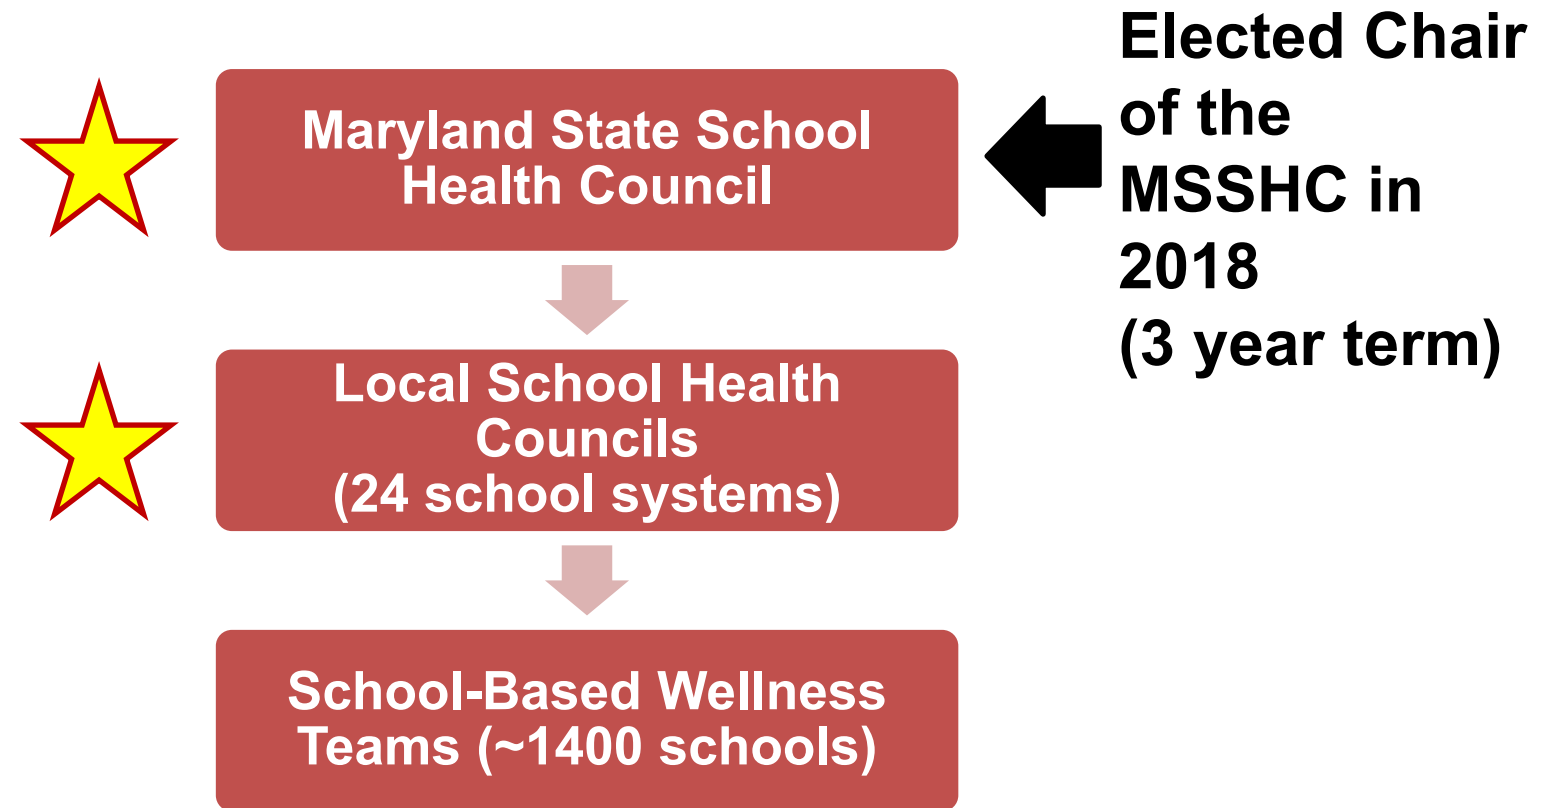 Maryland State School
Health Council
Elected Chair
of the
MSSHC in
2018
(3 year term)
Local School Health
Councils
(24 school systems)
School-Based Wellness
Teams (~1400 schools)